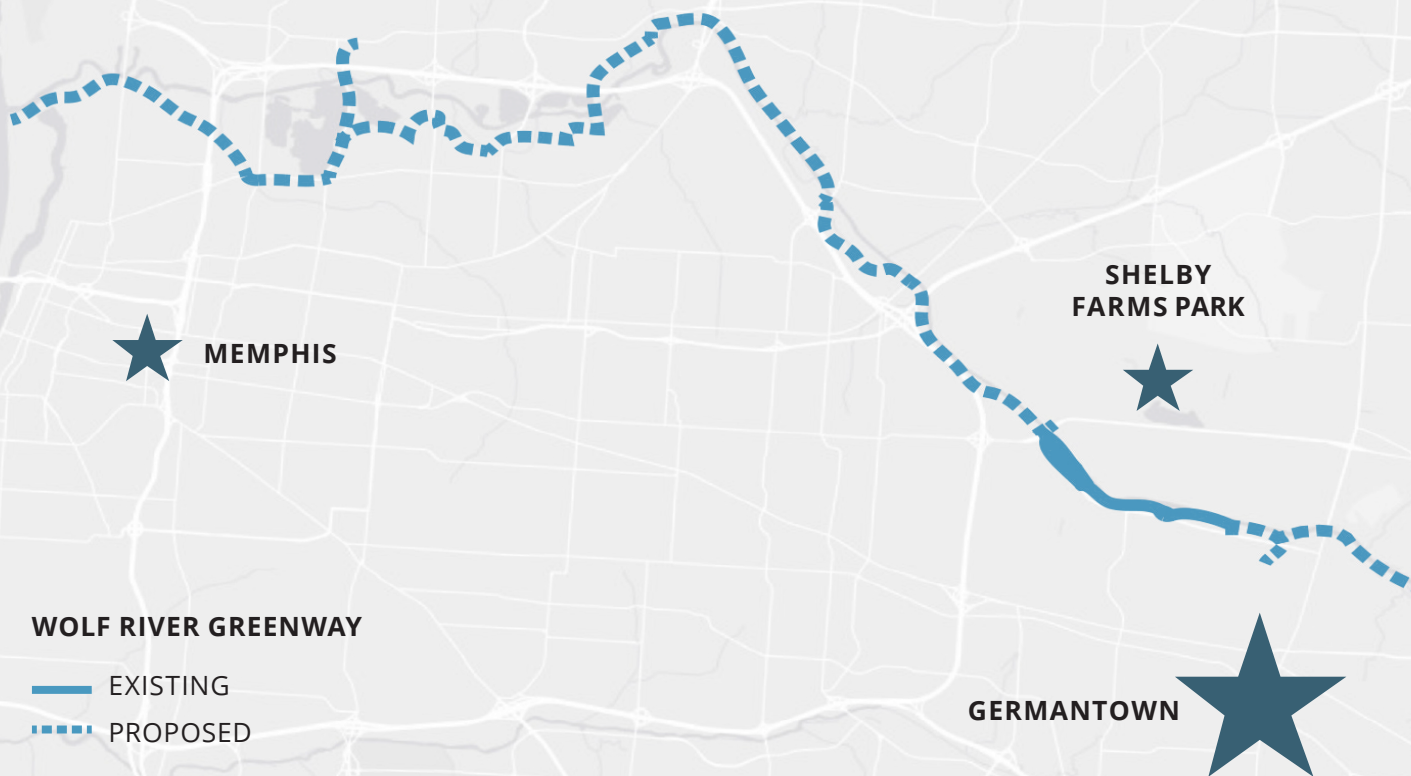 SHELBY
FARMS PARK
MEMPHIS
WOLF RIVER GREENWAY
EXISTING
PROPOSED
GERMANTOWN